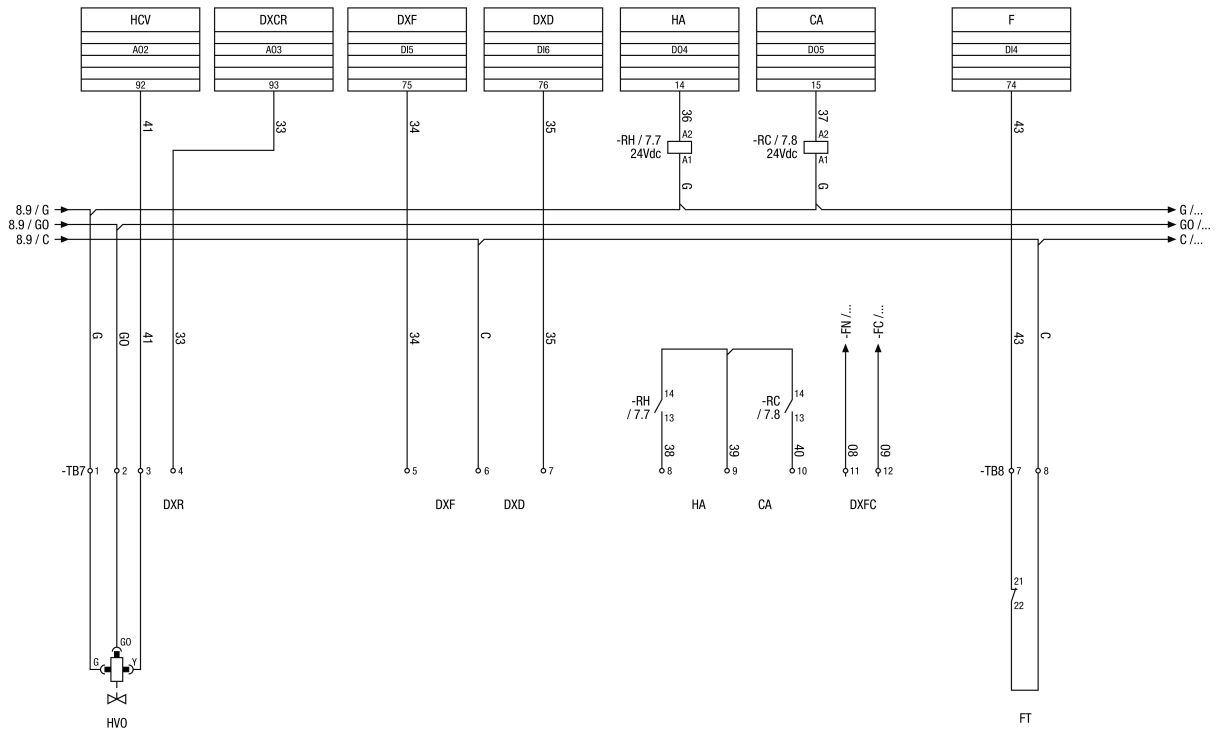 HCV DXCR DXF DXD HA CA F
AO2 AO3 DI5 DI6 DO4 DO5 DI4
92 93 75 76 14 15 74
41 33 34 35 36 37 43
-RH / 7.7 A2 -RC / 7.8 A2
24Vdc A1 24Vdc A1
G G
8.9 / G G /...
8.9 / GO GO /...
8.9 / C C /...
G GO 41 33 34 C 35 -FN /... -FC /... 43 C
-RH 14 -RC 14
/ 7.7 13 / 7.8 13
38 39 40 08 09
-TB7 1 2 3 4 5 6 7 8 9 10 11 12 -TB8 7 8
DXR DXF DXD HA CA DXFC
21
22
GO
G Y
HVO FT